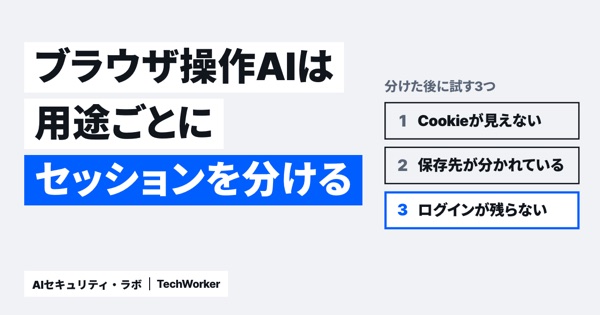 ブラウザ操作AIは
用途ごとに
セッションを分ける
分けた後に試す3つ
1 Cookieが見えない
2 保存先が分かれている
3 ログインが残らない
AIセキュリティ・ラボ | TechWorker